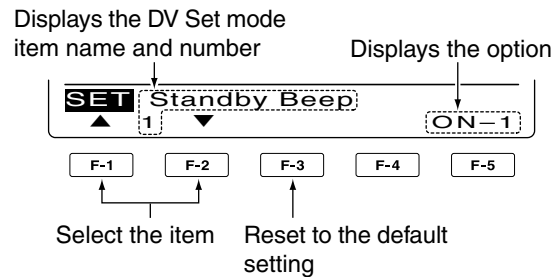 Displays the DV Set mode
item name and number
Displays the option
SET Standby Beep
1 ON–1
F-1 F-2 F-3 F-4 F-5
Select the item
Reset to the default
setting